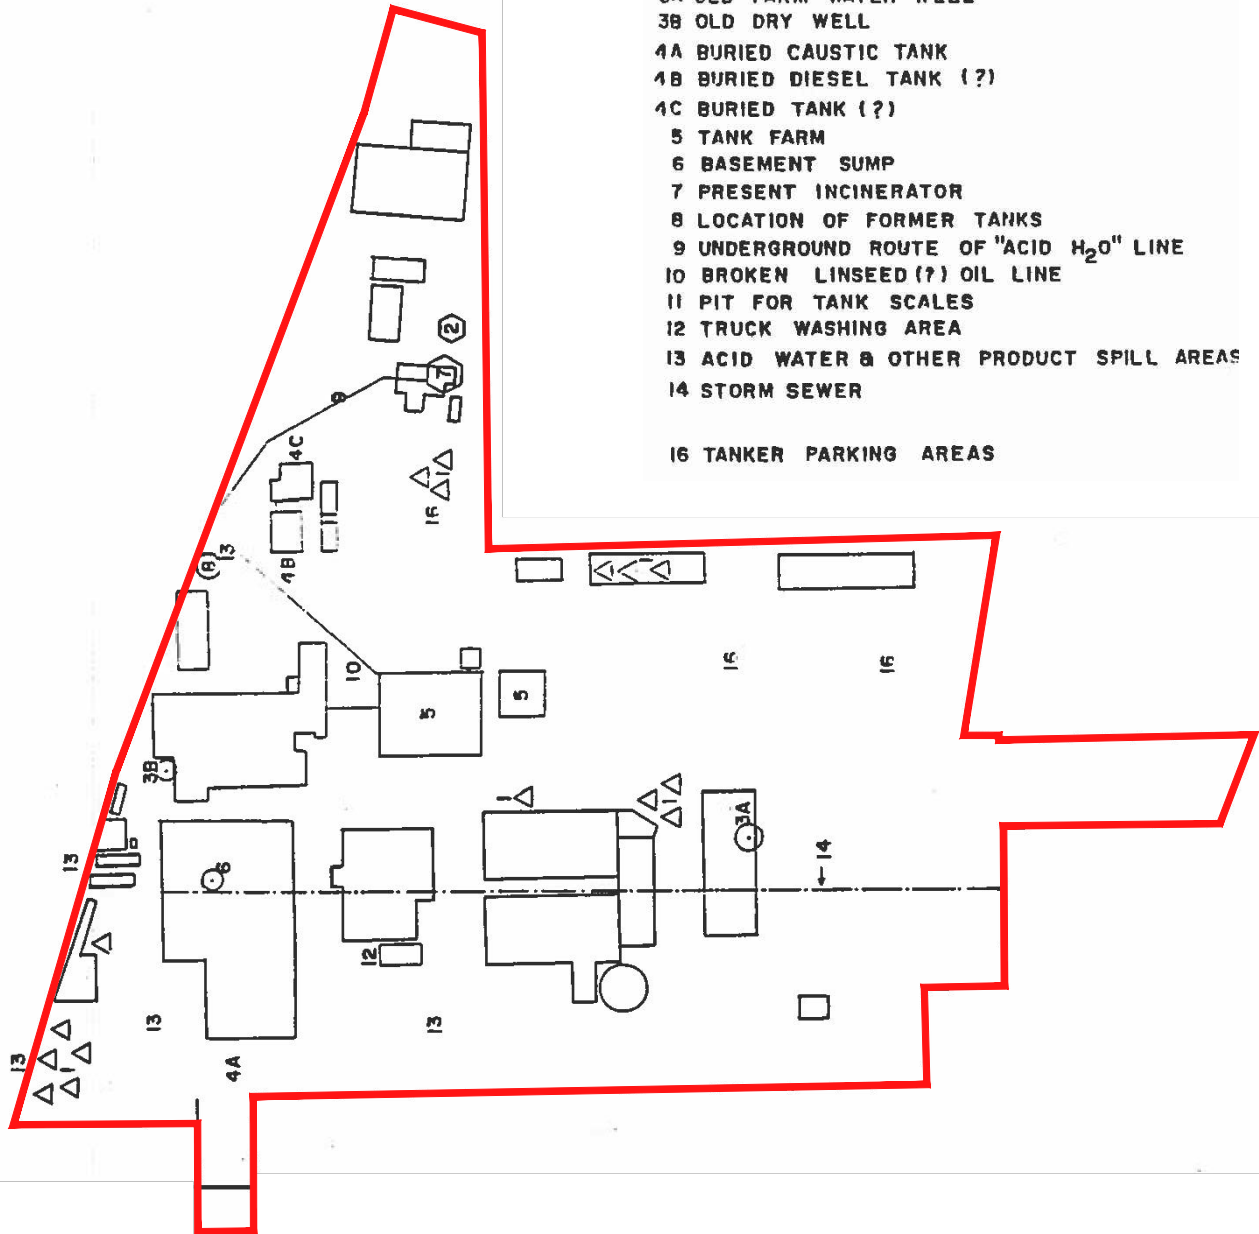 3B OLD DRY WELL
4A BURIED CAUSTIC TANK
4B BURIED DIESEL TANK (?)
4C BURIED TANK (?)
5 TANK FARM
6 BASEMENT SUMP
7 PRESENT INCINERATOR
8 LOCATION OF FORMER TANKS
9 UNDERGROUND ROUTE OF "ACID H2O" LINE
10 BROKEN LINSEED (?) OIL LINE
11 PIT FOR TANK SCALES
12 TRUCK WASHING AREA
13 ACID WATER & OTHER PRODUCT SPILL AREAS
14 STORM SEWER
16 TANKER PARKING AREAS
2
7
9
4C
1
16
11
13
8
4B
1
10
16
16
5
5
3B
1
1
3A
13
6
14
12
13
13
13
1
4A